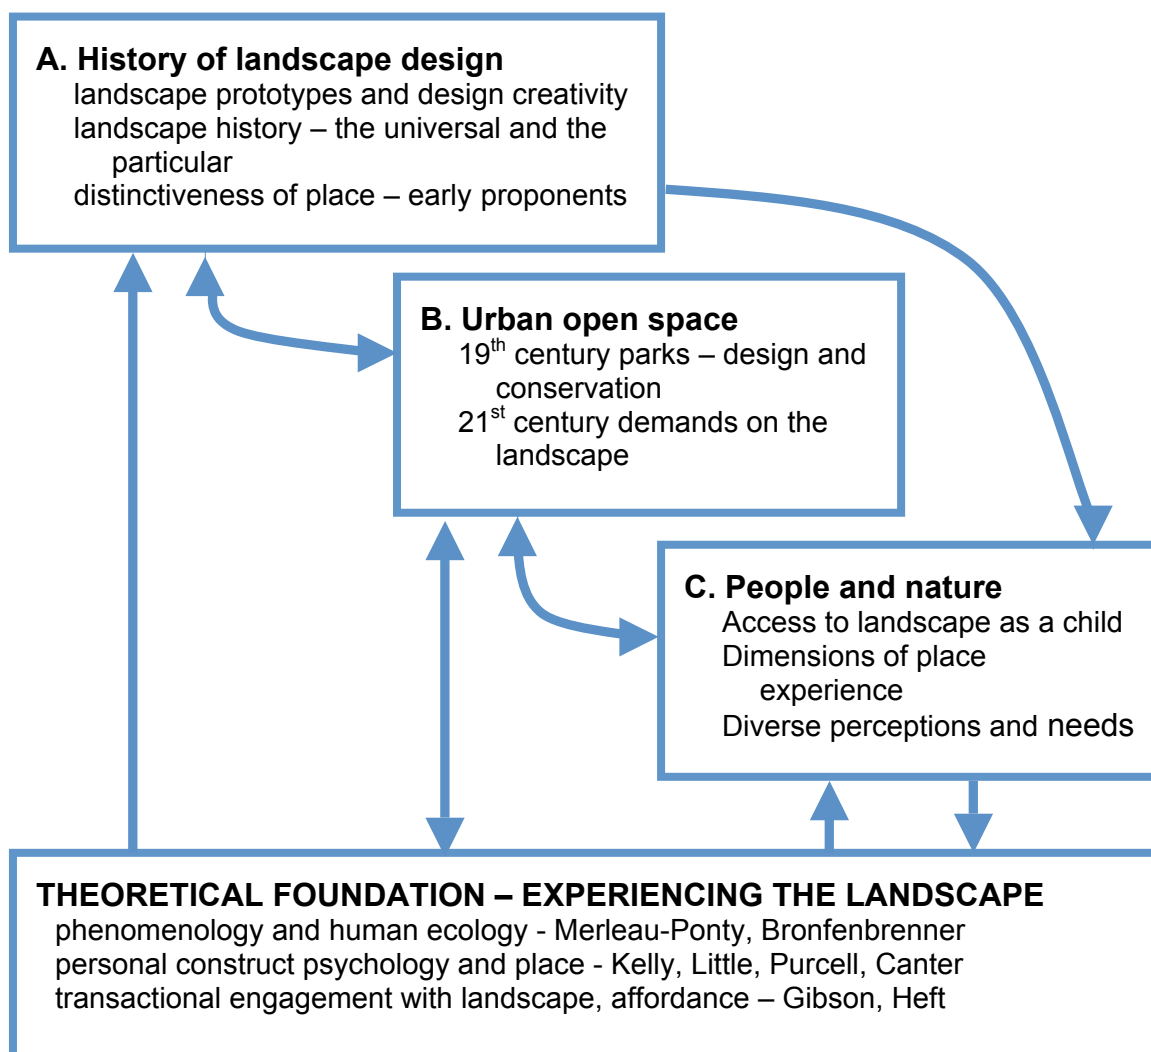 A. History of landscape design
landscape prototypes and design creativity
landscape history – the universal and the
particular
distinctiveness of place – early proponents
B. Urban open space
19th century parks – design and
conservation
21st century demands on the
landscape
C. People and nature
Access to landscape as a child
Dimensions of place
experience
Diverse perceptions and needs
THEORETICAL FOUNDATION – EXPERIENCING THE LANDSCAPE
phenomenology and human ecology - Merleau-Ponty, Bronfenbrenner
personal construct psychology and place - Kelly, Little, Purcell, Canter
transactional engagement with landscape, affordance – Gibson, Heft